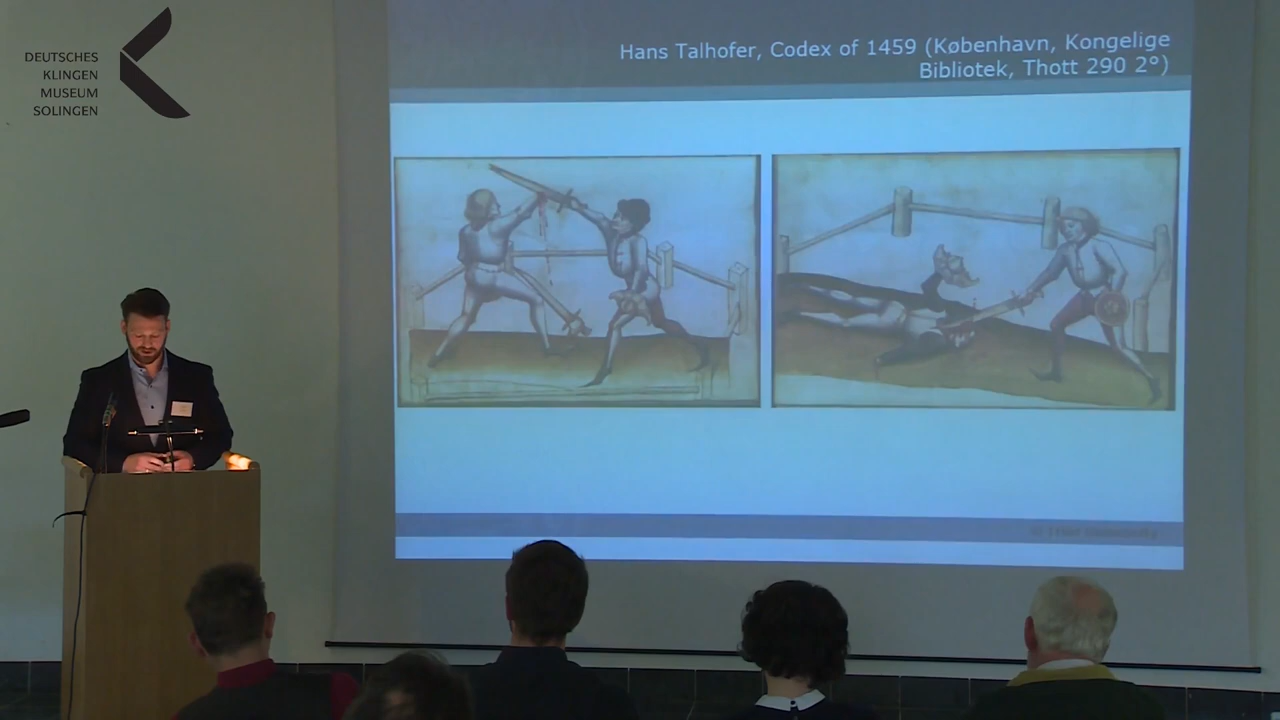 DEUTSCHES
KLINGEN
MUSEUM
SOLINGEN
Hans Talhofer, Codex of 1459 (København, Kongelige
Bibliotek, Thott 290 2°)